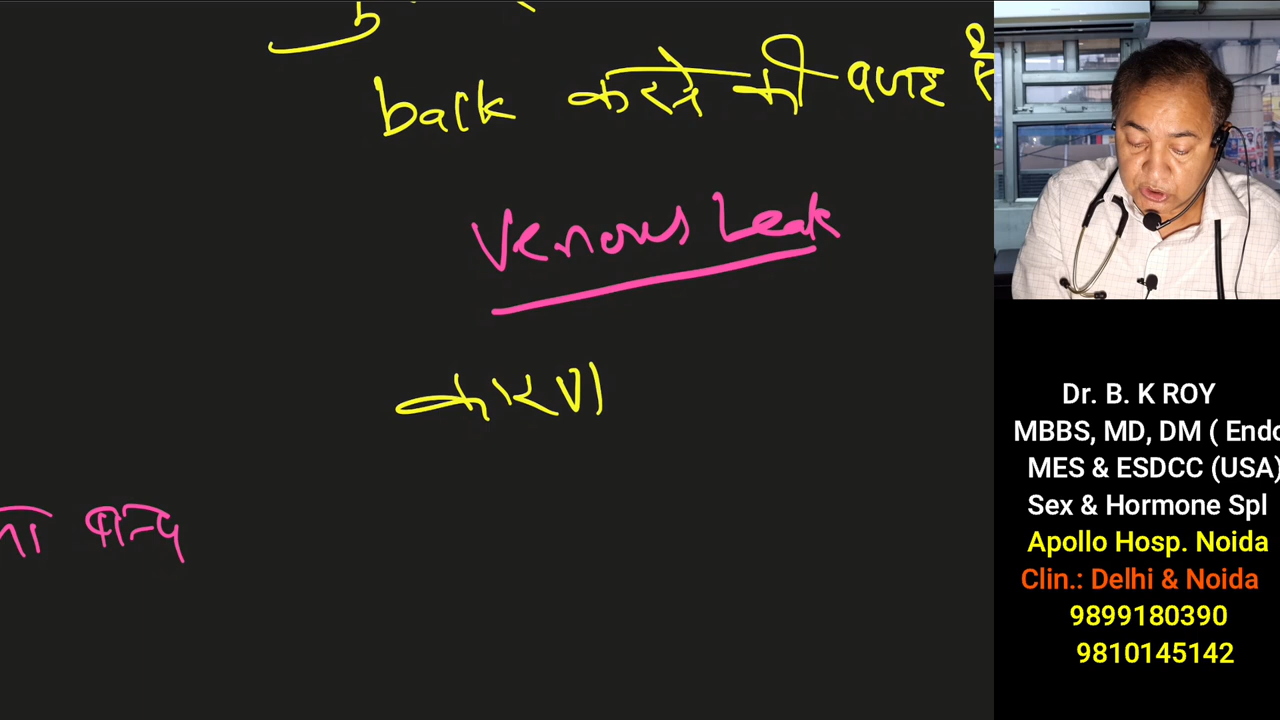 back करने की वजह है
Venous Leak
कारण
ना बन्द
Dr. B. K ROY
MBBS, MD, DM ( Endo
MES & ESDCC (USA)
Sex & Hormone Spl
Apollo Hosp. Noida
Clin.: Delhi & Noida
9899180390
9810145142